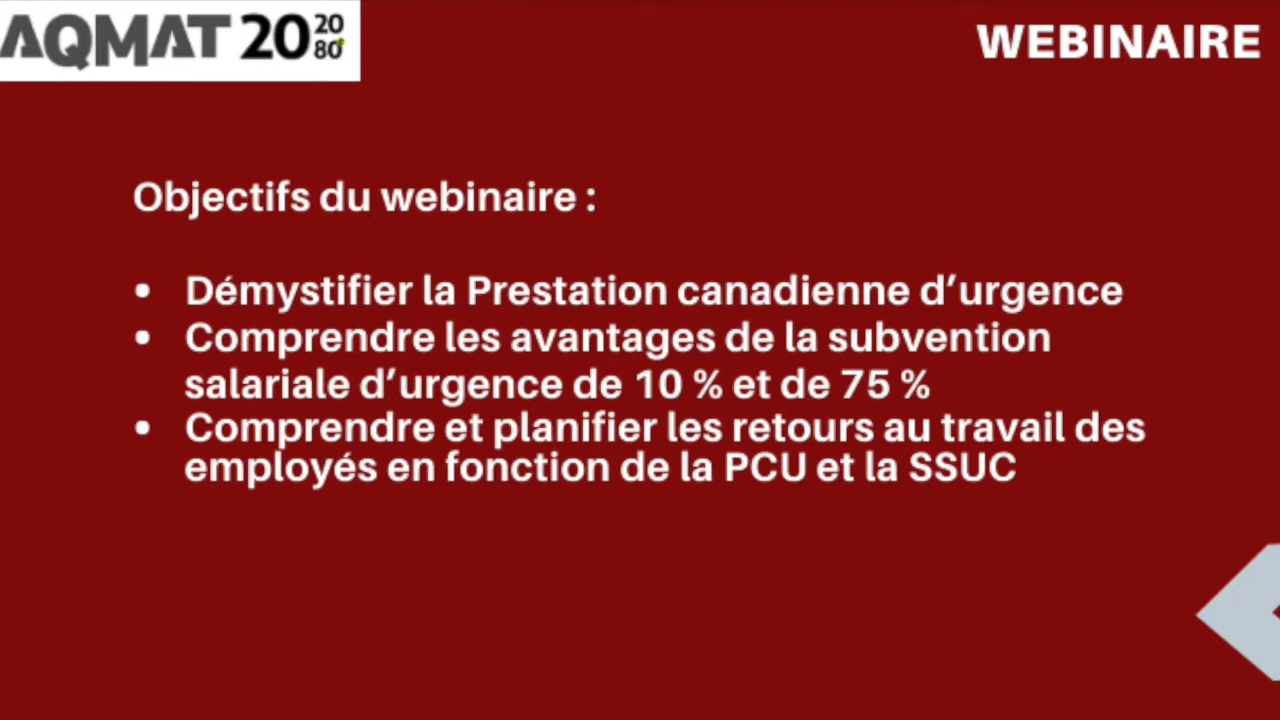 AQMAT 20 20 80
WEBINAIRE
Objectifs du webinaire :
• Démystifier la Prestation canadienne d’urgence
• Comprendre les avantages de la subvention
salariale d’urgence de 10 % et de 75 %
• Comprendre et planifier les retours au travail des
employés en fonction de la PCU et la SSUC